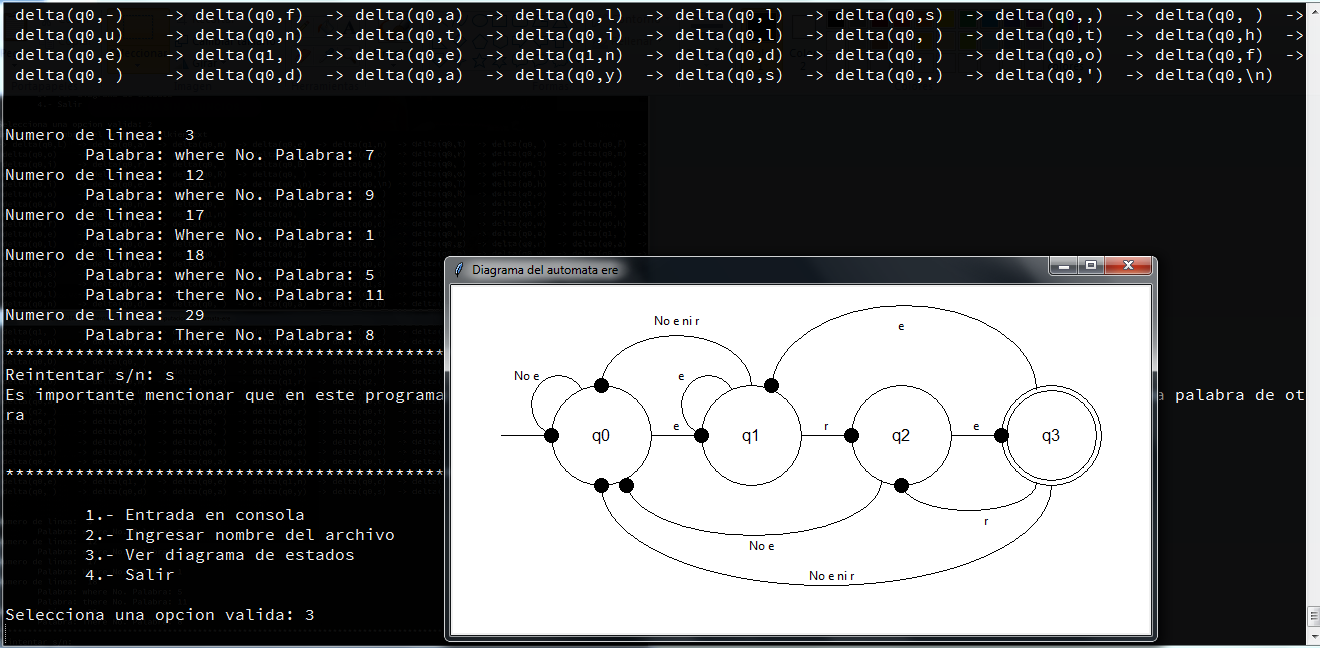 delta(q0,-)    -> delta(q0,f)  -> delta(q0,a)  -> delta(q0,l)  -> delta(q0,l)  -> delta(q0,s)  -> delta(q0,,)  -> delta(q0, )  ->
delta(q0,u)    -> delta(q0,n)  -> delta(q0,t)  -> delta(q0,i)  -> delta(q0,l)  -> delta(q0, )  -> delta(q0,t)  -> delta(q0,h)  ->
delta(q0,e)    -> delta(q1, )  -> delta(q0,e)  -> delta(q1,n)  -> delta(q0,d)  -> delta(q0, )  -> delta(q0,o)  -> delta(q0,f)  ->
delta(q0, )    -> delta(q0,d)  -> delta(q0,a)  -> delta(q0,y)  -> delta(q0,s)  -> delta(q0,.)  -> delta(q0,')  -> delta(q0,\n)
Numero de linea:  3
Palabra: where No. Palabra: 7
Numero de linea:  12
Palabra: where No. Palabra: 9
Numero de linea:  17
Palabra: Where No. Palabra: 1
Numero de linea:  18
Palabra: where No. Palabra: 5
Palabra: there No. Palabra: 11
Numero de linea:  29
Palabra: There No. Palabra: 8
********************************************
Reintentar s/n: s
Es importante mencionar que en este programa palabra de ot
ra
********************************************
1.- Entrada en consola
2.- Ingresar nombre del archivo
3.- Ver diagrama de estados
4.- Salir
Selecciona una opcion valida: 3
Diagrama del automata ere
No e ni r
e
No e
e
q0
e
q1
r
q2
e
q3
r
No e
No e ni r